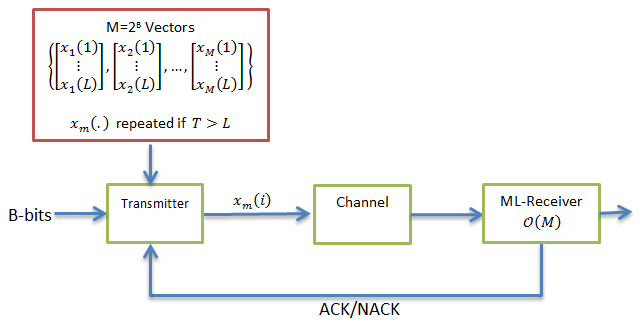 M=2ᴮ Vectors
{[x₁(1) ⋮ x₁(L)], [x₂(1) ⋮ x₂(L)], …, [x_M(1) ⋮ x_M(L)]}
x_m(.) repeated if T > L
B-bits
Transmitter
x_m(i)
Channel
ML-Receiver
𝒪(M)
ACK/NACK